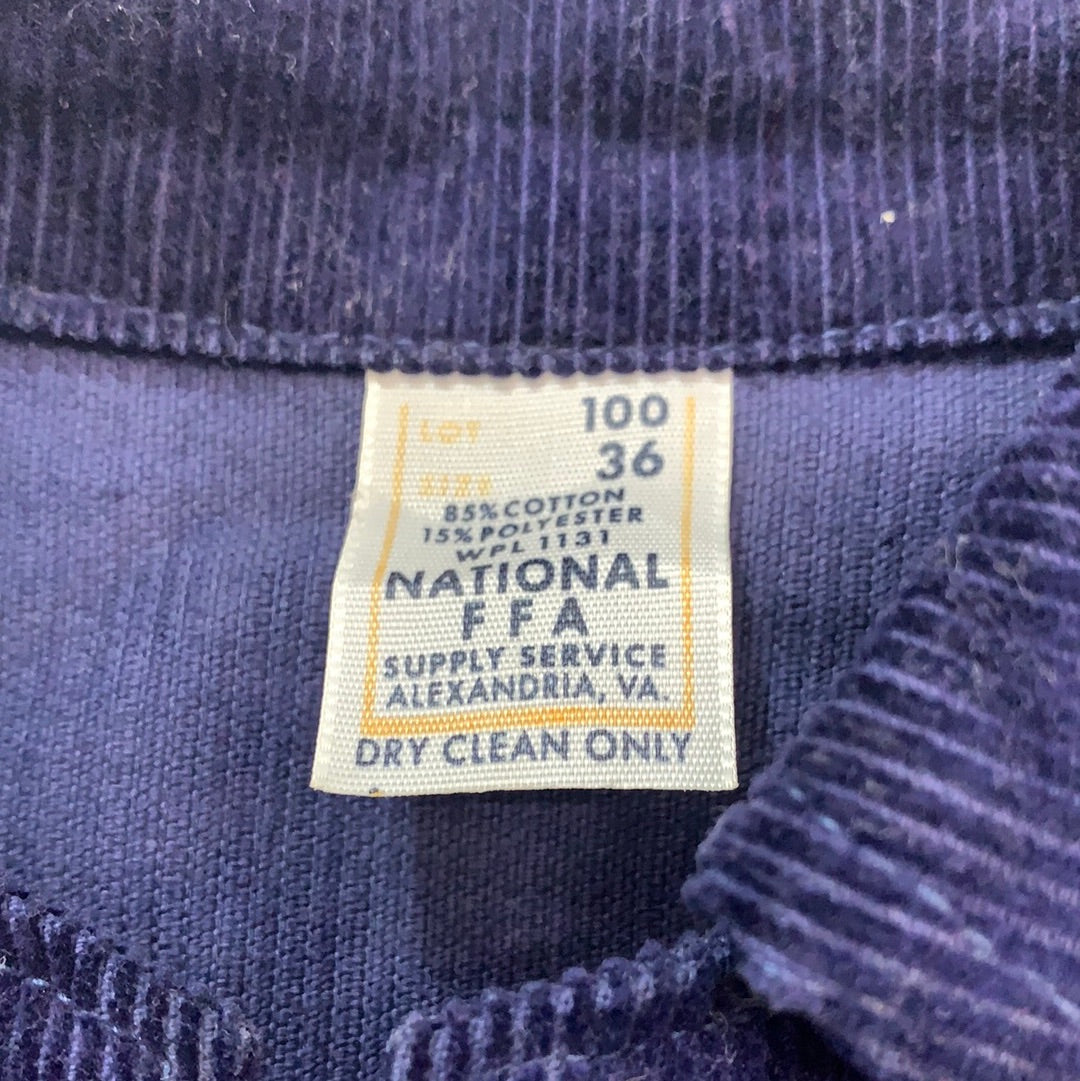 LOT 100
SIZE 36
85% COTTON
15% POLYESTER
WPL 1131
NATIONAL
FFA
SUPPLY SERVICE
ALEXANDRIA, VA.
DRY CLEAN ONLY